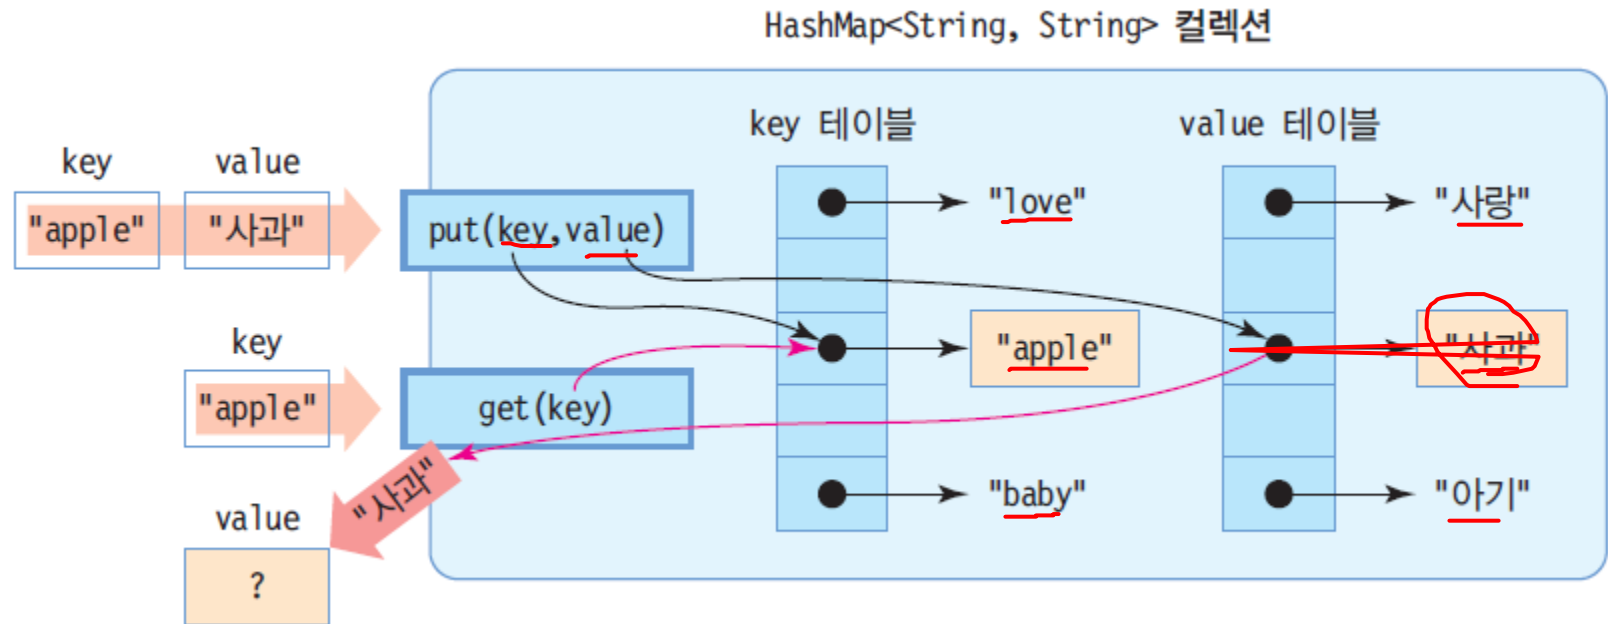 HashMap<String, String> 컬렉션
key 테이블
value 테이블
key
value
"apple"
"사과"
put(key,value)
"love"
"사랑"
"apple"
"사과"
key
"apple"
get(key)
"사과"
"baby"
"아기"
value
?